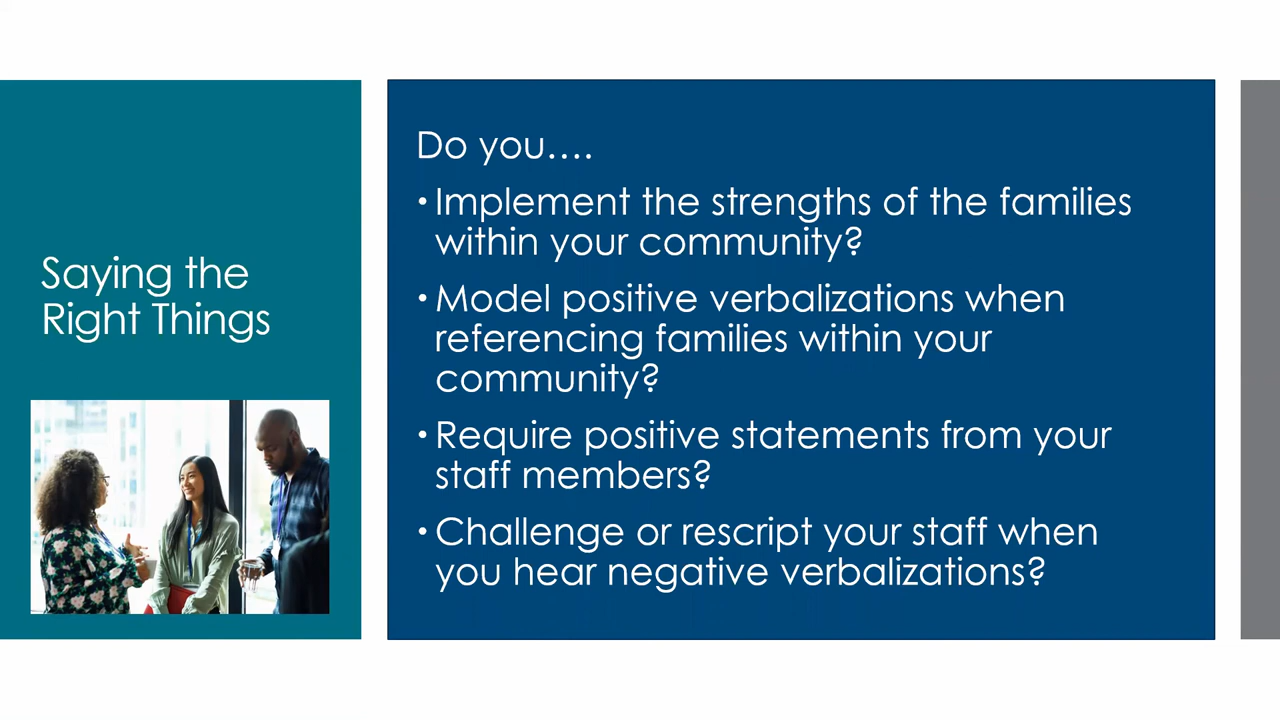 Saying the
Right Things
Do you....
• Implement the strengths of the families
within your community?
• Model positive verbalizations when
referencing families within your
community?
• Require positive statements from your
staff members?
• Challenge or rescript your staff when
you hear negative verbalizations?